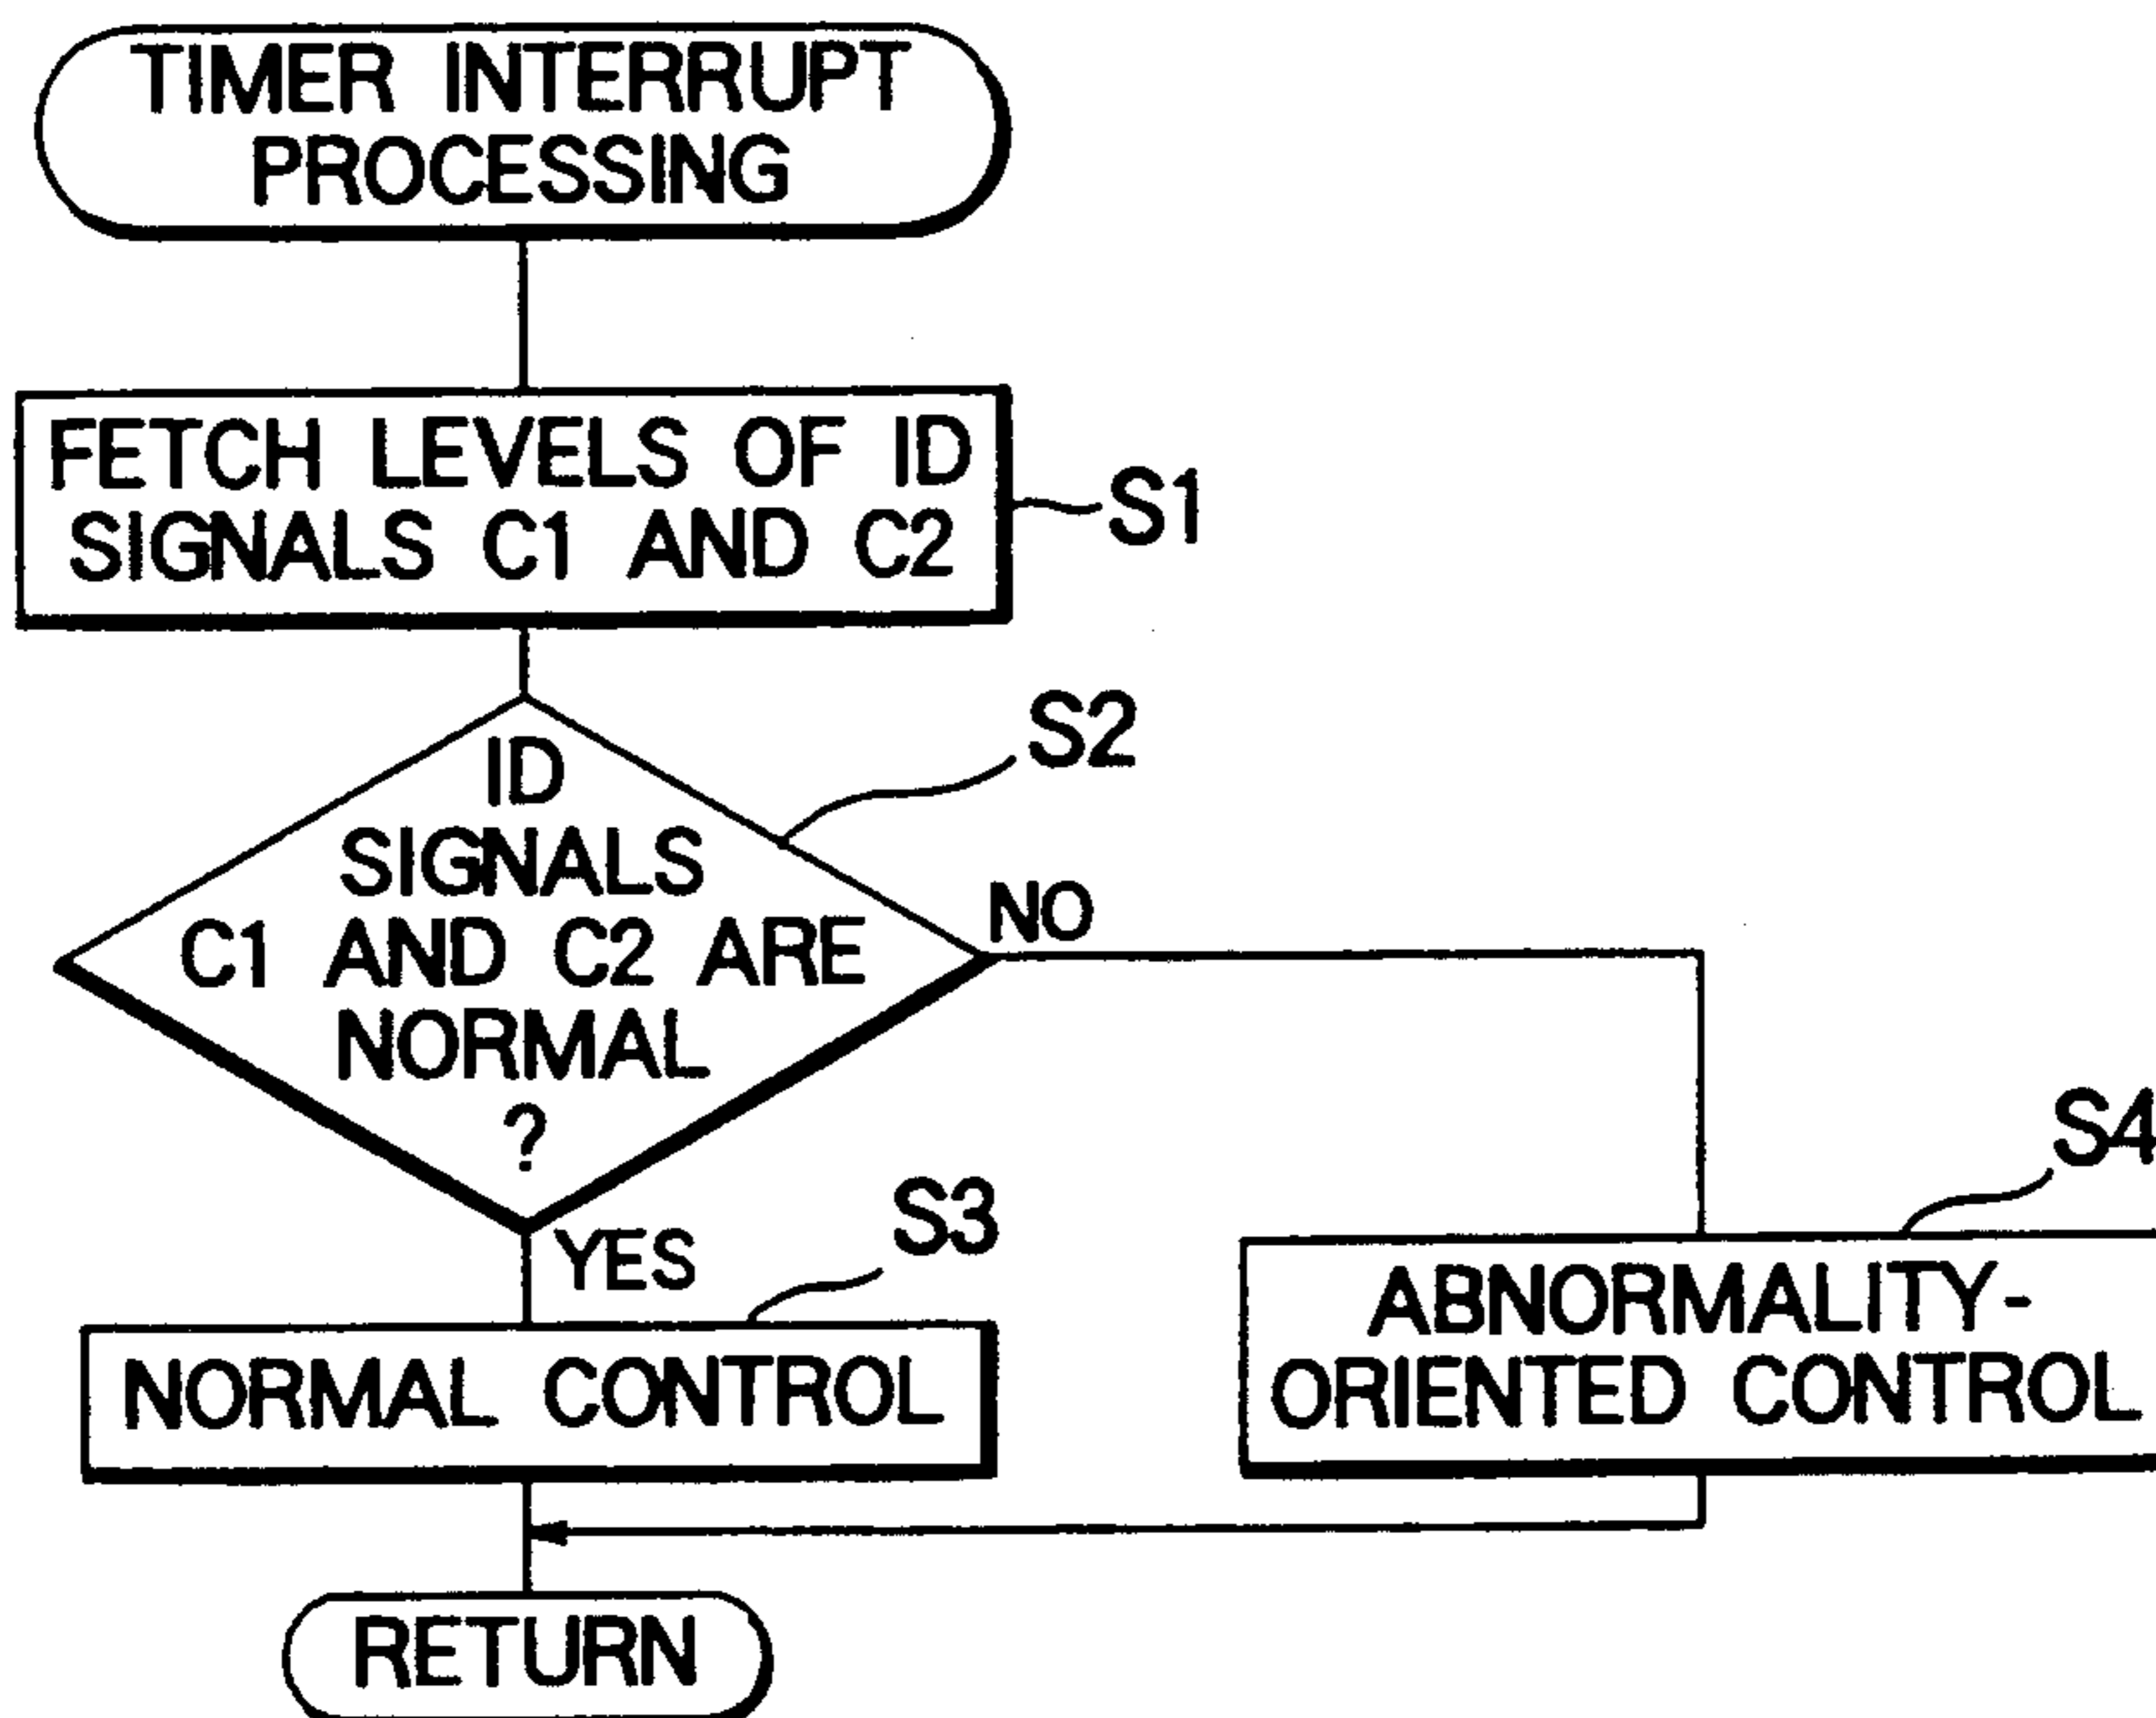 TIMER INTERRUPT
PROCESSING
FETCH LEVELS OF ID
SIGNALS C1 AND C2
S1
S2
ID
SIGNALS
C1 AND C2 ARE
NORMAL
?
NO
YES
S3
NORMAL CONTROL
S4
ABNORMALITY-
ORIENTED CONTROL
RETURN